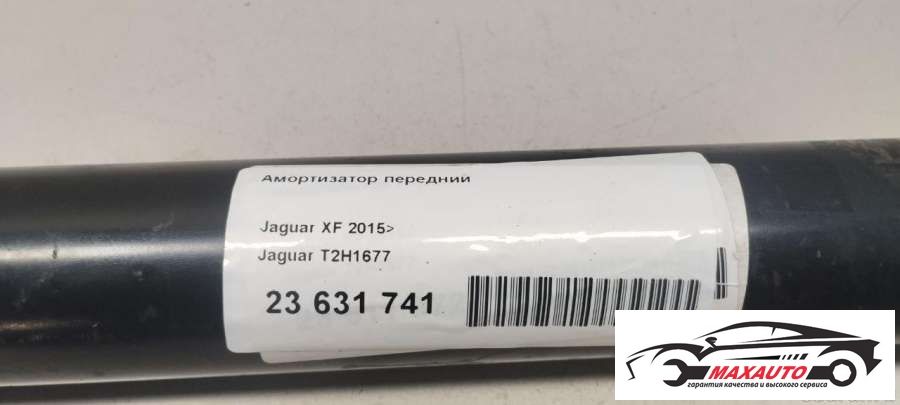 Амортизатор передний
Jaguar XF 2015>
Jaguar T2H1677
23 631 741
MAXAUTO
гарантия качества и высокого сервиса